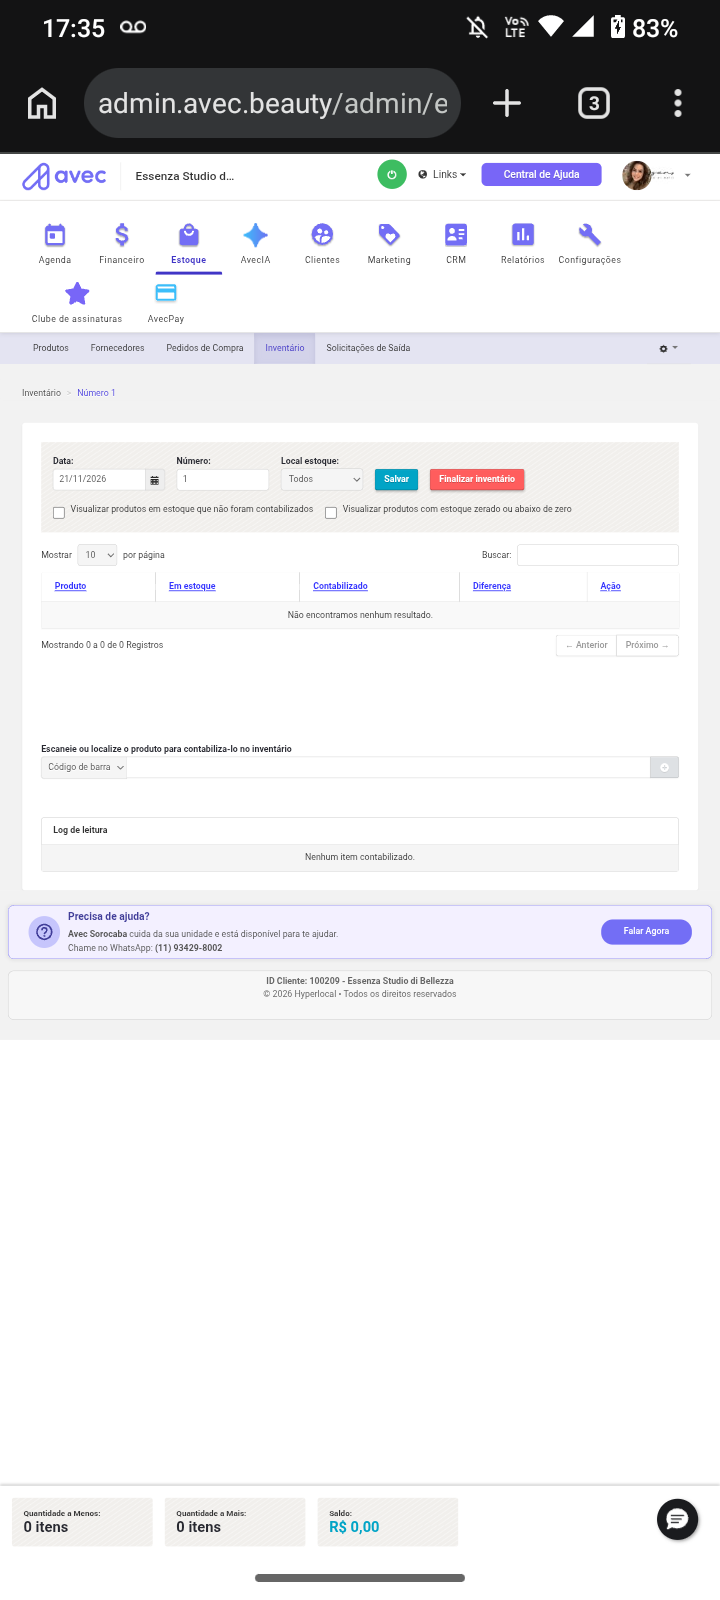 17:35
Vo LTE
83%
admin.avec.beauty/admin/e
3
avec
Essenza Studio d...
Links
Central de Ajuda
Agenda
Financeiro
Estoque
AvecIA
Clientes
Marketing
CRM
Relatórios
Configurações
Clube de assinaturas
AvecPay
Produtos
Fornecedores
Pedidos de Compra
Inventário
Solicitações de Saída
Inventário > Número 1
Data:
Número:
Local estoque:
21/11/2026
1
Todos
Salvar
Finalizar inventário
Visualizar produtos em estoque que não foram contabilizados
Visualizar produtos com estoque zerado ou abaixo de zero
Mostrar 10 por página
Buscar:
Produto
Em estoque
Contabilizado
Diferença
Ação
Não encontramos nenhum resultado.
Mostrando 0 a 0 de 0 Registros
← Anterior
Próximo →
Escaneie ou localize o produto para contabiliza-lo no inventário
Código de barra
Log de leitura
Nenhum item contabilizado.
Precisa de ajuda?
Avec Sorocaba cuida da sua unidade e está disponível para te ajudar.
Chame no WhatsApp: (11) 93429-8002
Falar Agora
ID Cliente: 100209 - Essenza Studio di Bellezza
© 2026 Hyperlocal • Todos os direitos reservados
Quantidade a Menos:
0 itens
Quantidade a Mais:
0 itens
Saldo:
R$ 0,00